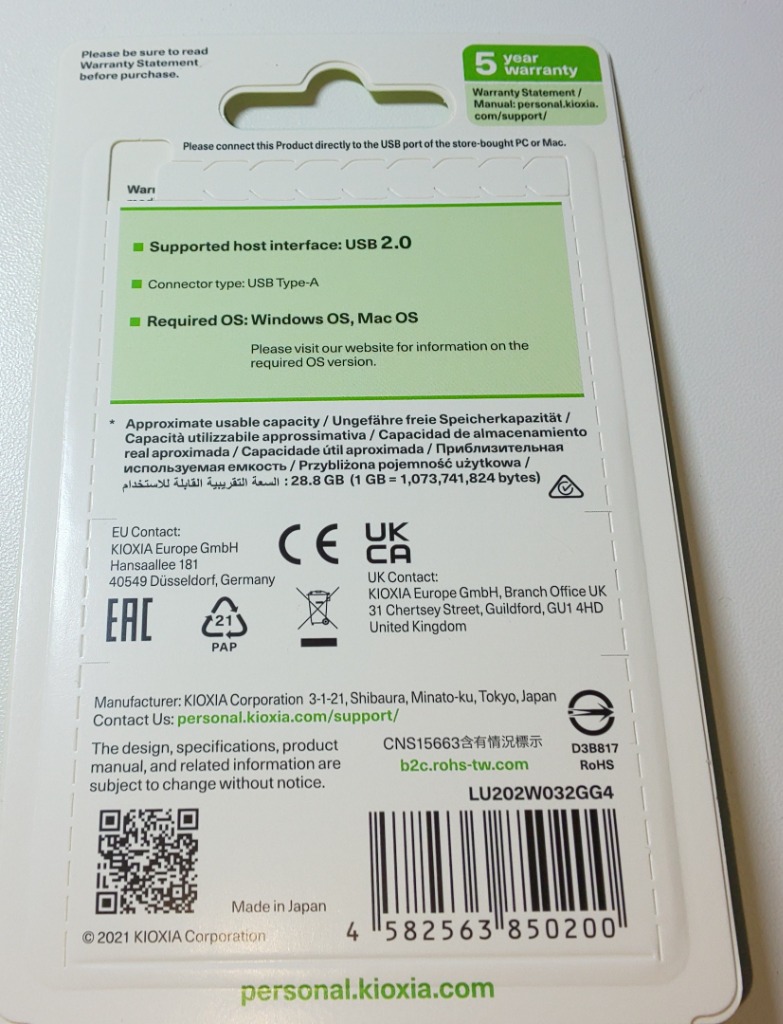 Please be sure to read
Warranty Statement
before purchase.
5 year
warranty
Warranty Statement /
Manual: personal.kioxia.
com/support/
Please connect this Product directly to the USB port of the store-bought PC or Mac.
Supported host interface: USB 2.0
Connector type: USB Type-A
Required OS: Windows OS, Mac OS
Please visit our website for information on the
required OS version.
* Approximate usable capacity / Ungefähre freie Speicherkapazität /
Capacità utilizzabile approssimativa / Capacidad de almacenamiento
real aproximada / Capacidade útil aproximada / Приблизительная
используемая емкость / Przybliżona pojemność użytkowa /
السعة التقريبية القابلة للاستخدام : 28.8 GB (1 GB = 1,073,741,824 bytes)
EU Contact:
KIOXIA Europe GmbH
Hansaallee 181
40549 Düsseldorf, Germany
CE
UK
CA
UK Contact:
KIOXIA Europe GmbH, Branch Office UK
31 Chertsey Street, Guildford, GU1 4HD
United Kingdom
EAC
21
PAP
Manufacturer: KIOXIA Corporation 3-1-21, Shibaura, Minato-ku, Tokyo, Japan
Contact Us: personal.kioxia.com/support/
The design, specifications, product
manual, and related information are
subject to change without notice.
CNS15663含有情況標示
b2c.rohs-tw.com
D3B817
RoHS
LU202W032GG4
Made in Japan
© 2021 KIOXIA Corporation
4 582563 850200
personal.kioxia.com